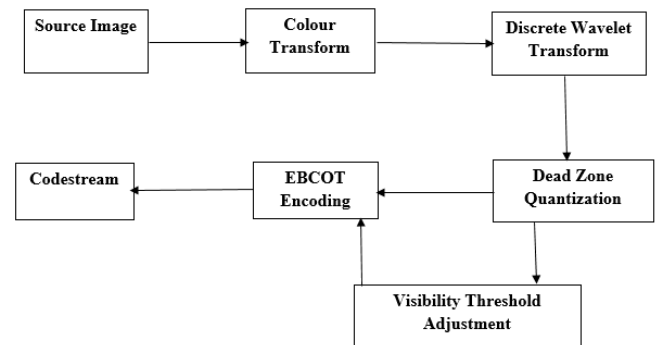 Source Image
Colour
Transform
Discrete Wavelet
Transform
Codestream
EBCOT
Encoding
Dead Zone
Quantization
Visibility Threshold
Adjustment